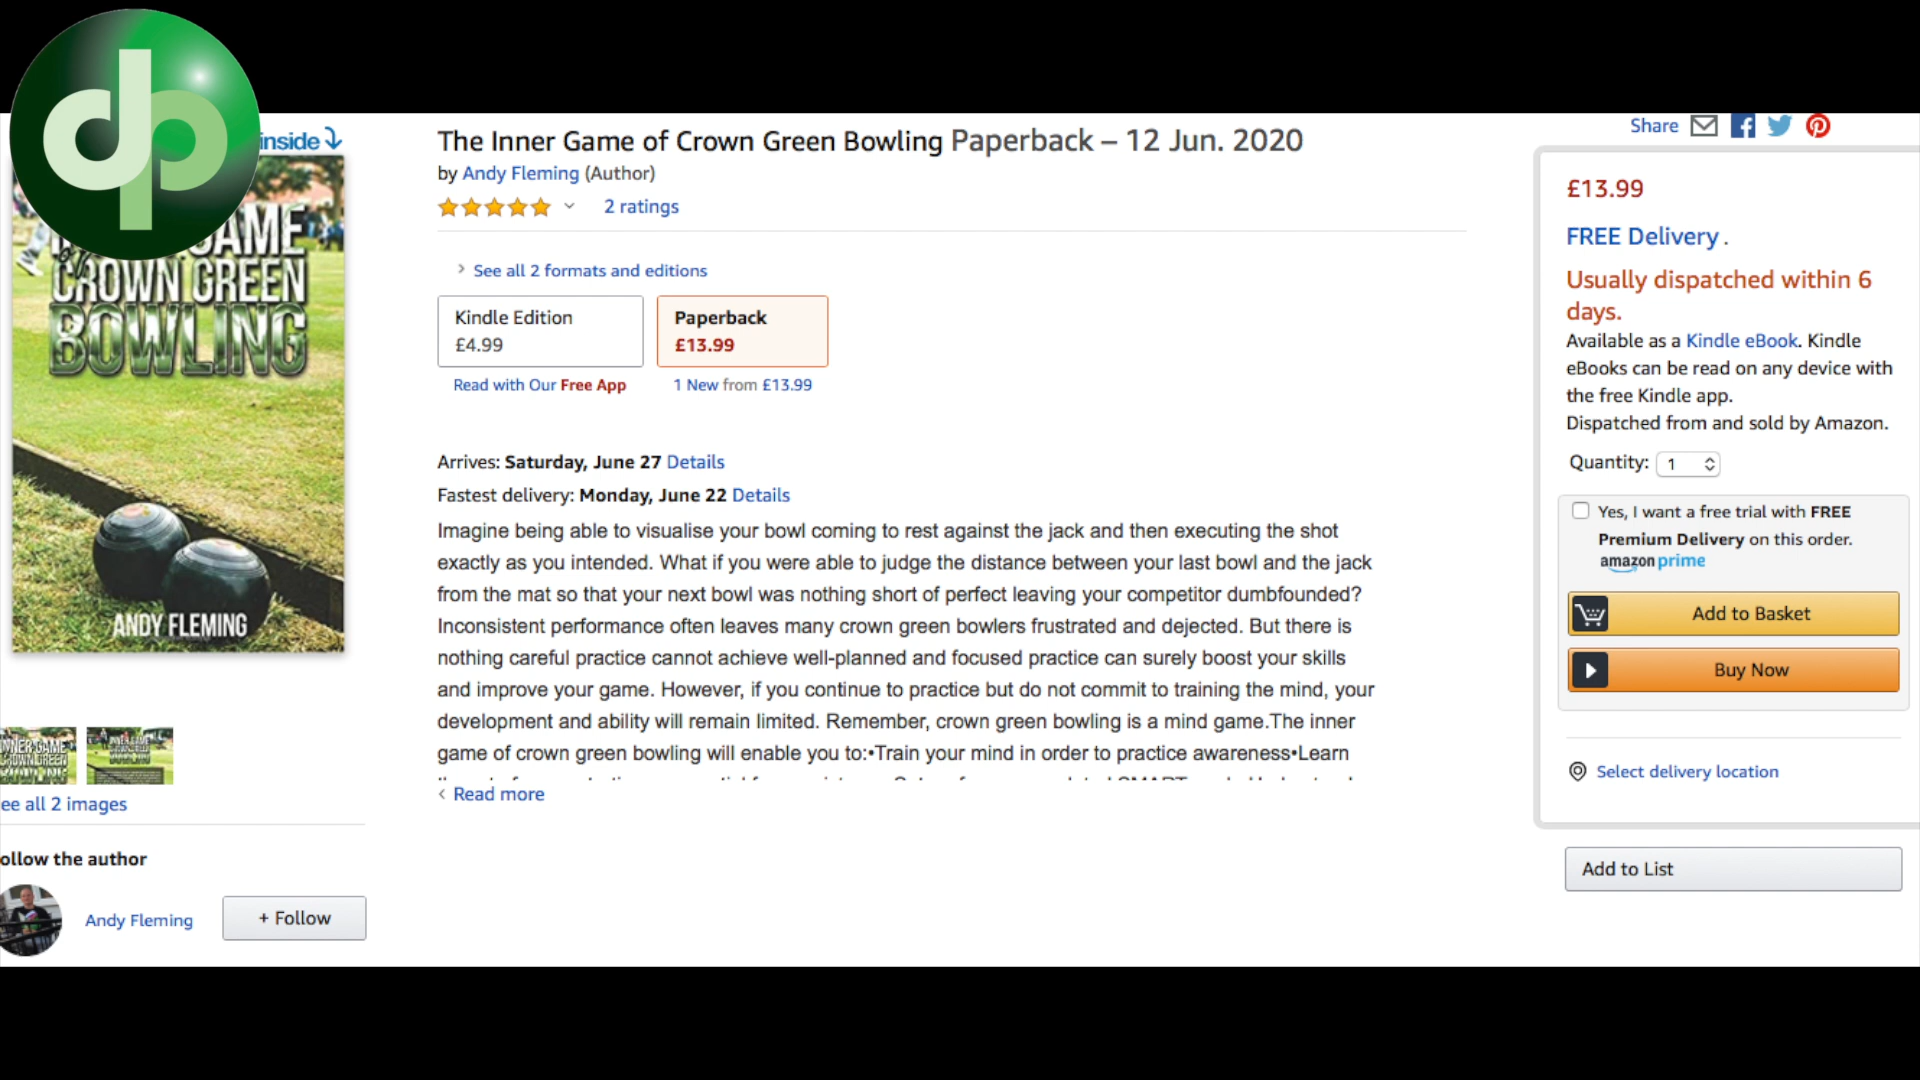 dp
inside
The Inner Game of Crown Green Bowling Paperback – 12 Jun. 2020
by Andy Fleming (Author)
2 ratings
See all 2 formats and editions
Kindle Edition
£4.99
Paperback
£13.99
Read with Our Free App
1 New from £13.99
Arrives: Saturday, June 27 Details
Fastest delivery: Monday, June 22 Details
Imagine being able to visualise your bowl coming to rest against the jack and then executing the shot
exactly as you intended. What if you were able to judge the distance between your last bowl and the jack
from the mat so that your next bowl was nothing short of perfect leaving your competitor dumbfounded?
Inconsistent performance often leaves many crown green bowlers frustrated and dejected. But there is
nothing careful practice cannot achieve well-planned and focused practice can surely boost your skills
and improve your game. However, if you continue to practice but do not commit to training the mind, your
development and ability will remain limited. Remember, crown green bowling is a mind game.The inner
game of crown green bowling will enable you to:•Train your mind in order to practice awareness•Learn
Read more
GAME
CROWN GREEN
BOWLING
ANDY FLEMING
INNER GAME
CROWN GREEN
BOWLING
ee all 2 images
ollow the author
Andy Fleming
+ Follow
Share
£13.99
FREE Delivery .
Usually dispatched within 6
days.
Available as a Kindle eBook. Kindle
eBooks can be read on any device with
the free Kindle app.
Dispatched from and sold by Amazon.
Quantity: 1
Yes, I want a free trial with FREE
Premium Delivery on this order.
amazon prime
Add to Basket
Buy Now
Select delivery location
Add to List